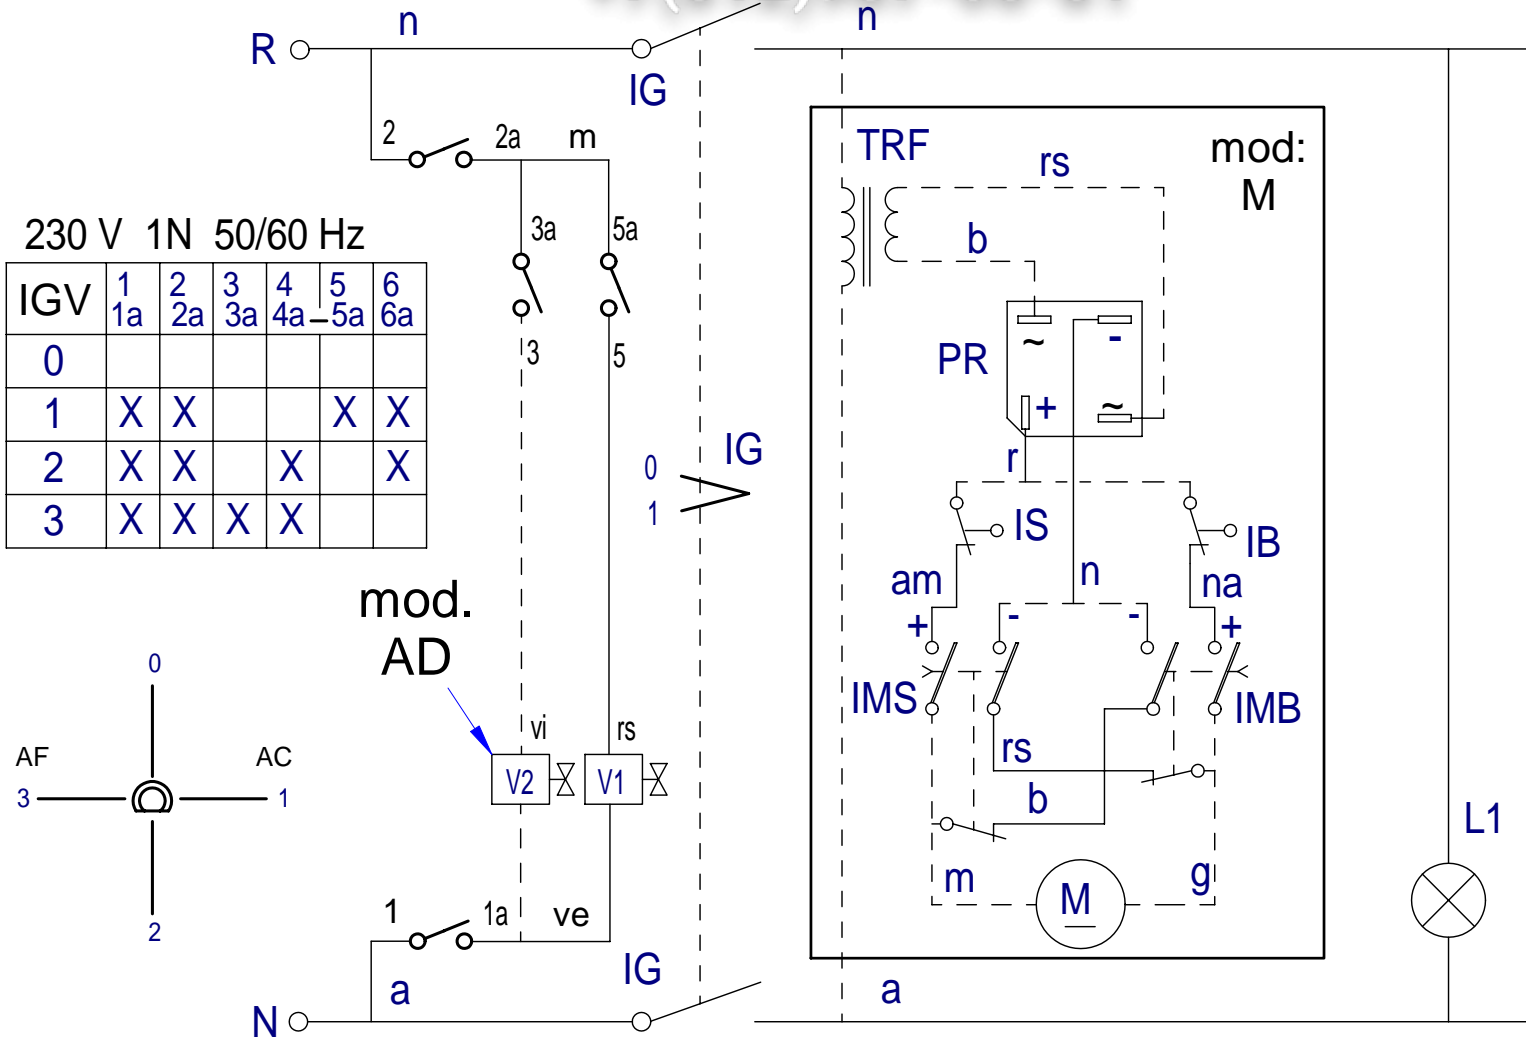 n
n
R
IG
2
2a
m
TRF
mod:
M
rs
230 V 1N 50/60 Hz
3a
5a
b
IGV 1 2 3 4 5 6
1a 2a 3a 4a 5a 6a
0
1 X X X X
2 X X X X
3 X X X X
3
5
PR
~
-
+
~
r
0
1
IG
IS
IB
am
n
na
+
-
-
+
mod.
AD
IMS
IMB
0
AF
AC
3
1
2
vi
rs
V2
V1
rs
b
m
g
M
L1
1
1a
ve
IG
a
a
N